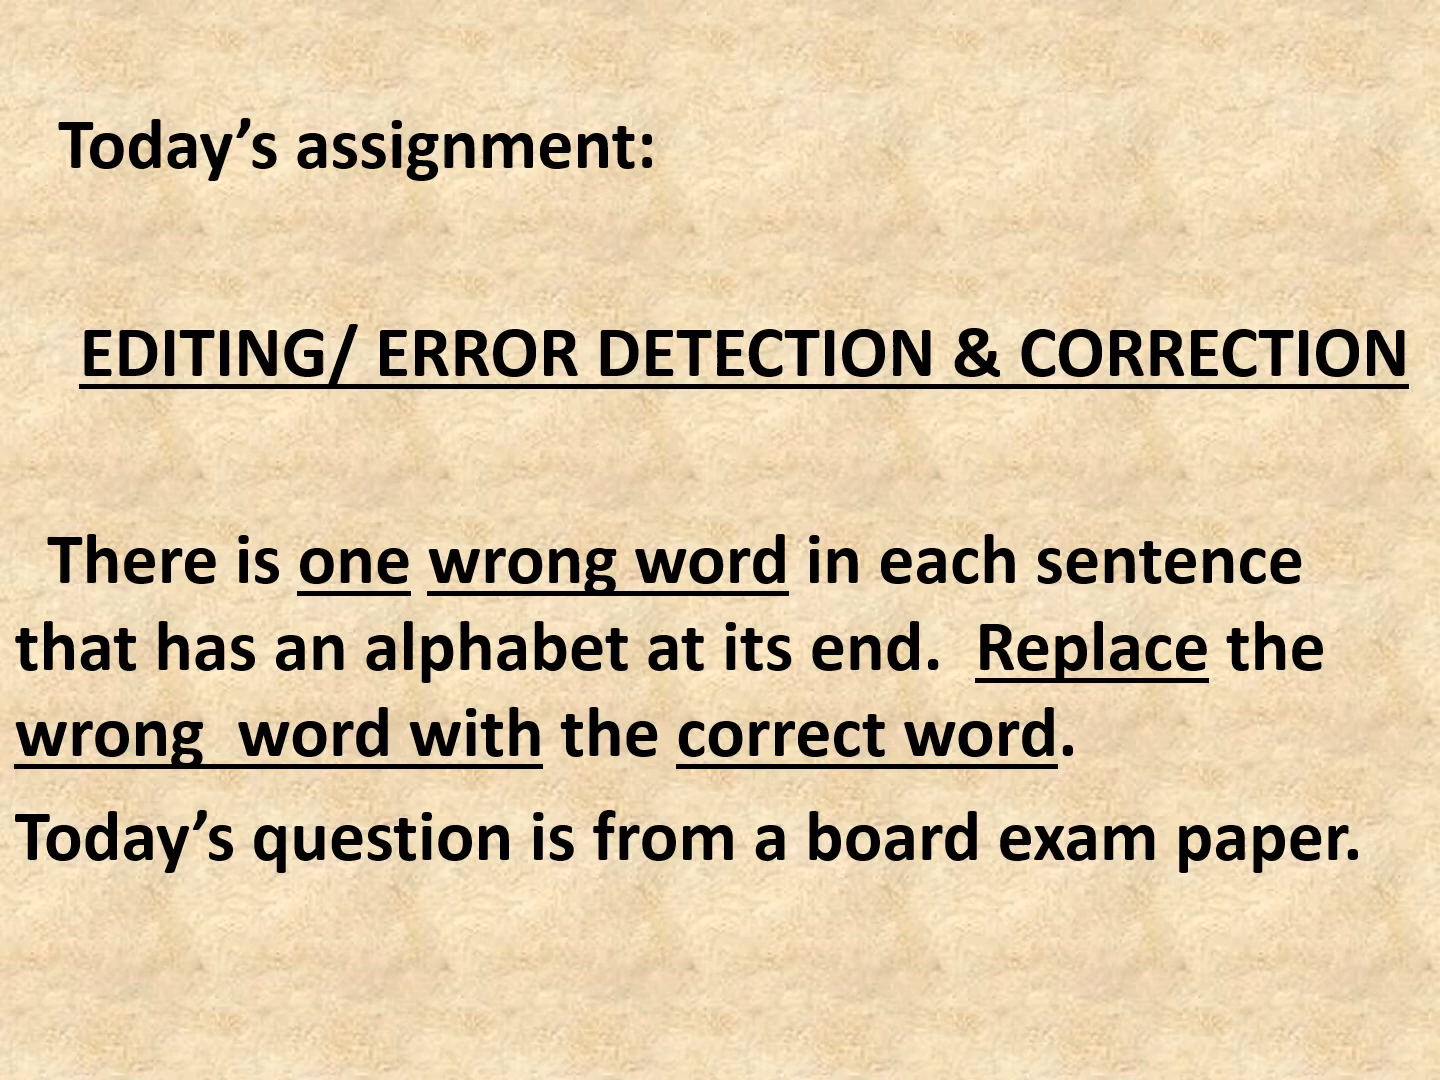 Today’s assignment:
EDITING/ ERROR DETECTION & CORRECTION
There is one wrong word in each sentence
that has an alphabet at its end.  Replace the
wrong  word with the correct word.
Today’s question is from a board exam paper.